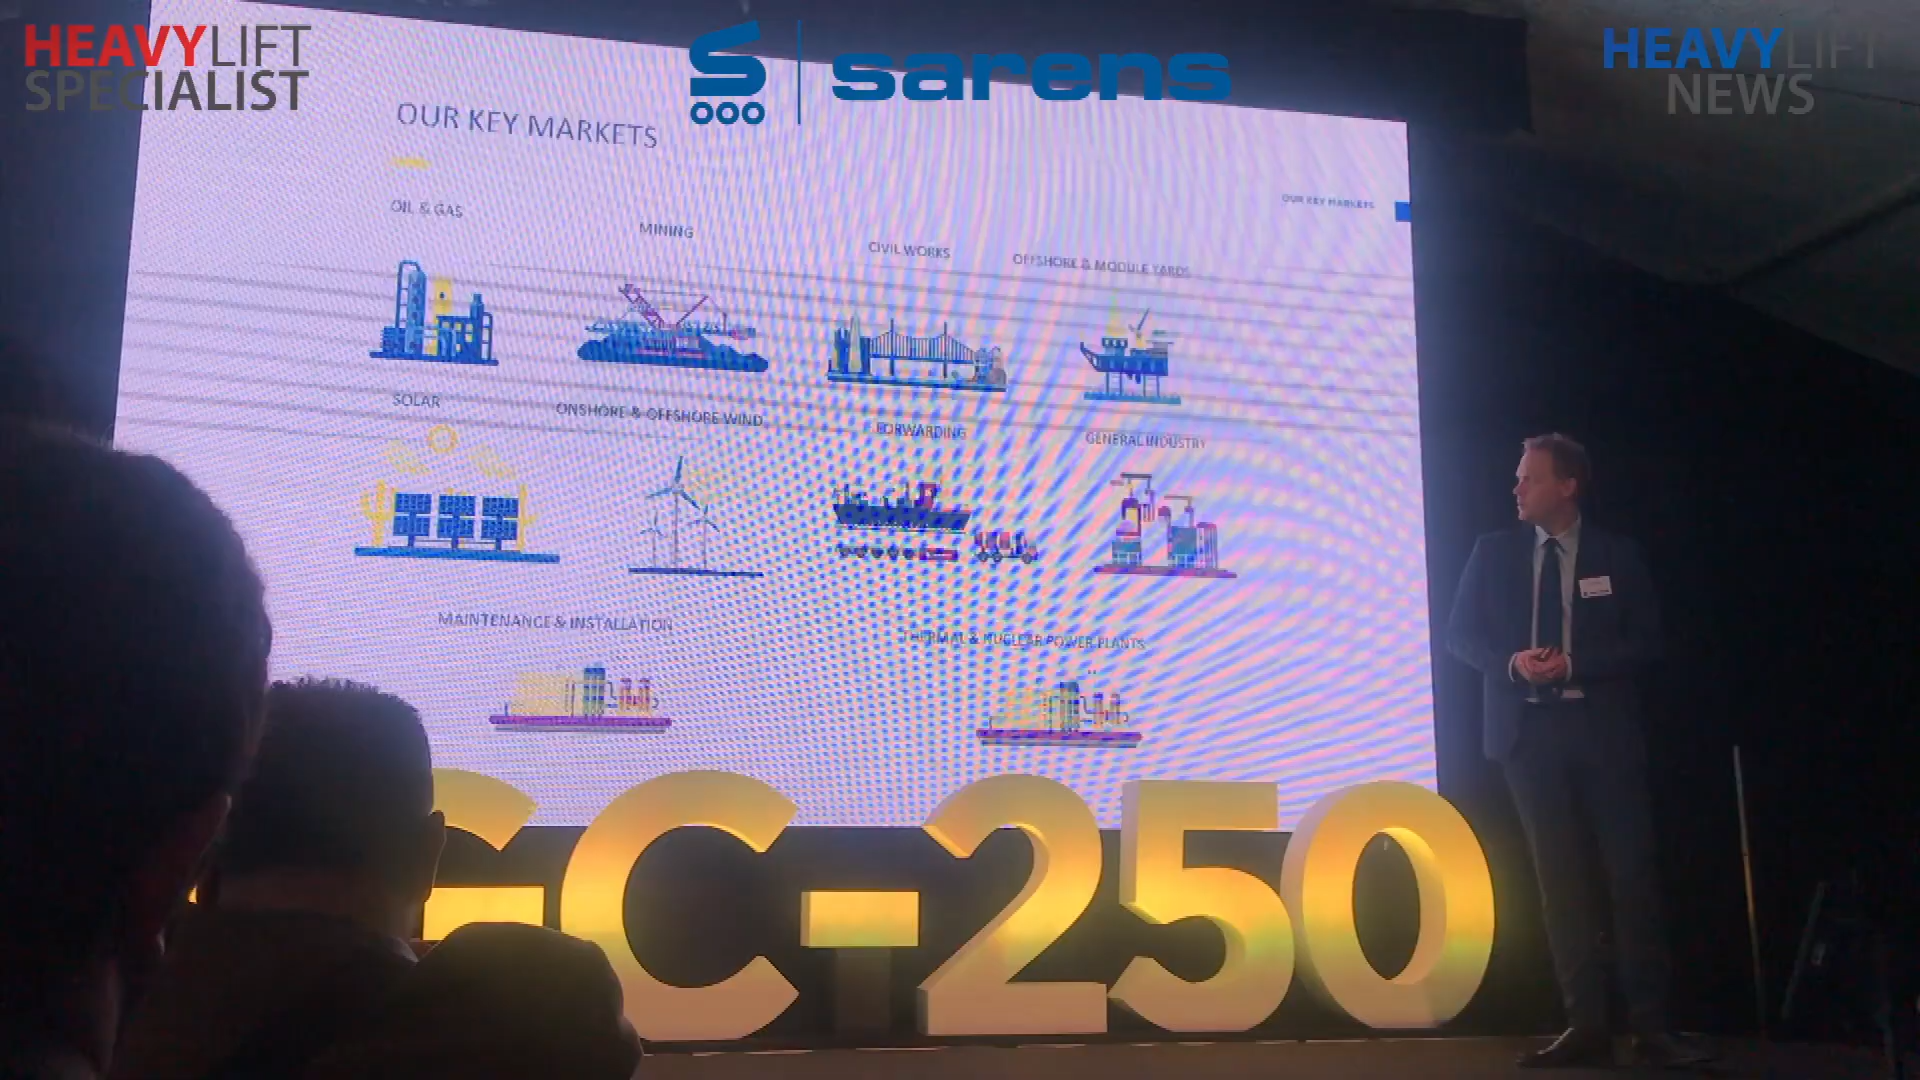 HEAVYLIFT
SPECIALIST
sarens
HEAVYLIFT
NEWS
OUR KEY MARKETS
OUR KEY MARKETS
OIL & GAS
MINING
CIVIL WORKS
OFFSHORE & MODULE YARDS
SOLAR
ONSHORE & OFFSHORE WIND
FORWARDING
GENERAL INDUSTRY
MAINTENANCE & INSTALLATION
THERMAL & NUCLEAR POWER PLANTS
GC-250